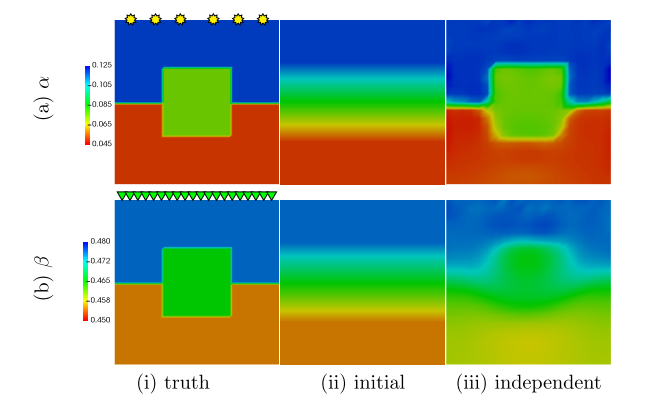 (a) α
0.125
0.105
0.085
0.065
0.045
(b) β
0.480
0.472
0.465
0.458
0.450
(i) truth
(ii) initial
(iii) independent